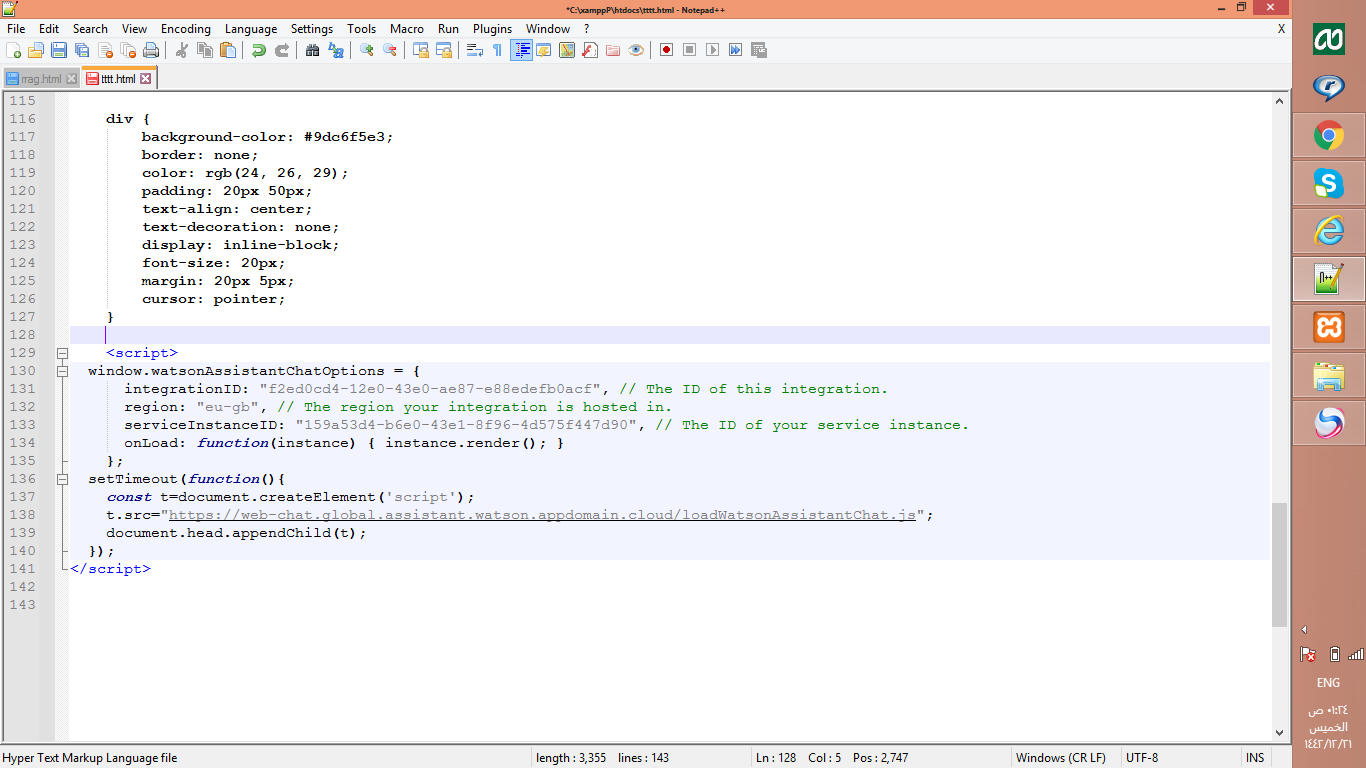 *C:\xamppP\htdocs\tttt.html - Notepad++
File Edit Search View Encoding Language Settings Tools Macro Run Plugins Window ? X
rrag.html tttt.html
115
116 div {
117 background-color: #9dc6f5e3;
118 border: none;
119 color: rgb(24, 26, 29);
120 padding: 20px 50px;
121 text-align: center;
122 text-decoration: none;
123 display: inline-block;
124 font-size: 20px;
125 margin: 20px 5px;
126 cursor: pointer;
127 }
128
129 <script>
130 window.watsonAssistantChatOptions = {
131 integrationID: "f2ed0cd4-12e0-43e0-ae87-e88edefb0acf", // The ID of this integration.
132 region: "eu-gb", // The region your integration is hosted in.
133 serviceInstanceID: "159a53d4-b6e0-43e1-8f96-4d575f447d90", // The ID of your service instance.
134 onLoad: function(instance) { instance.render(); }
135 };
136 setTimeout(function(){
137 const t=document.createElement('script');
138 t.src="https://web-chat.global.assistant.watson.appdomain.cloud/loadWatsonAssistantChat.js";
139 document.head.appendChild(t);
140 });
141 </script>
142
143
Hyper Text Markup Language file length : 3,355 lines : 143 Ln : 128 Col : 5 Pos : 2,747 Windows (CR LF) UTF-8 INS
ENG
٠١:٢٤ ص
الخميس
١٤٤٢/١٢/٢١